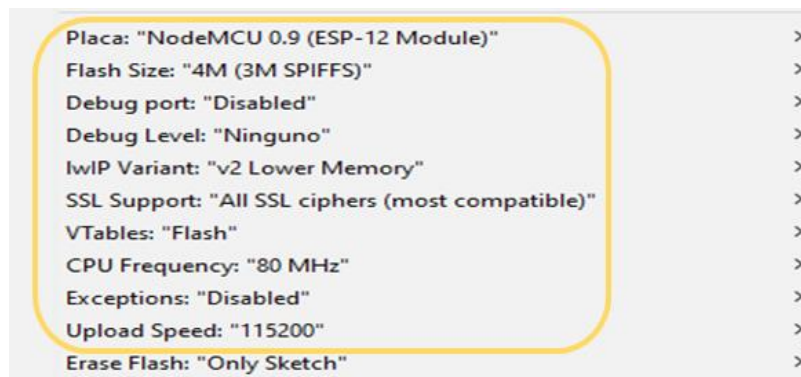 Placa: "NodeMCU 0.9 (ESP-12 Module)"
Flash Size: "4M (3M SPIFFS)"
Debug port: "Disabled"
Debug Level: "Ninguno"
lwIP Variant: "v2 Lower Memory"
SSL Support: "All SSL ciphers (most compatible)"
VTables: "Flash"
CPU Frequency: "80 MHz"
Exceptions: "Disabled"
Upload Speed: "115200"
Erase Flash: "Only Sketch"